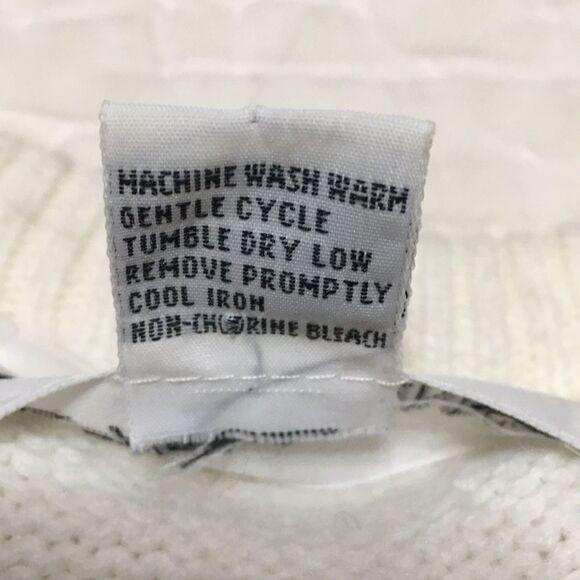 MACHINE WASH WARM
GENTLE CYCLE
TUMBLE DRY LOW
REMOVE PROMPTLY
COOL IRON
NON-CHLORINE BLEACH